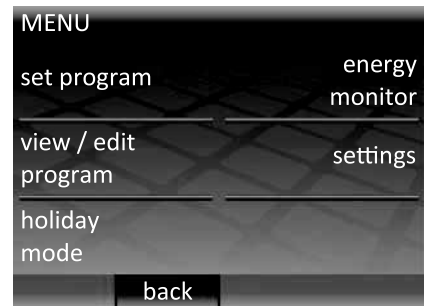 MENU
set program
energy
monitor
view / edit
program
settings
holiday
mode
back